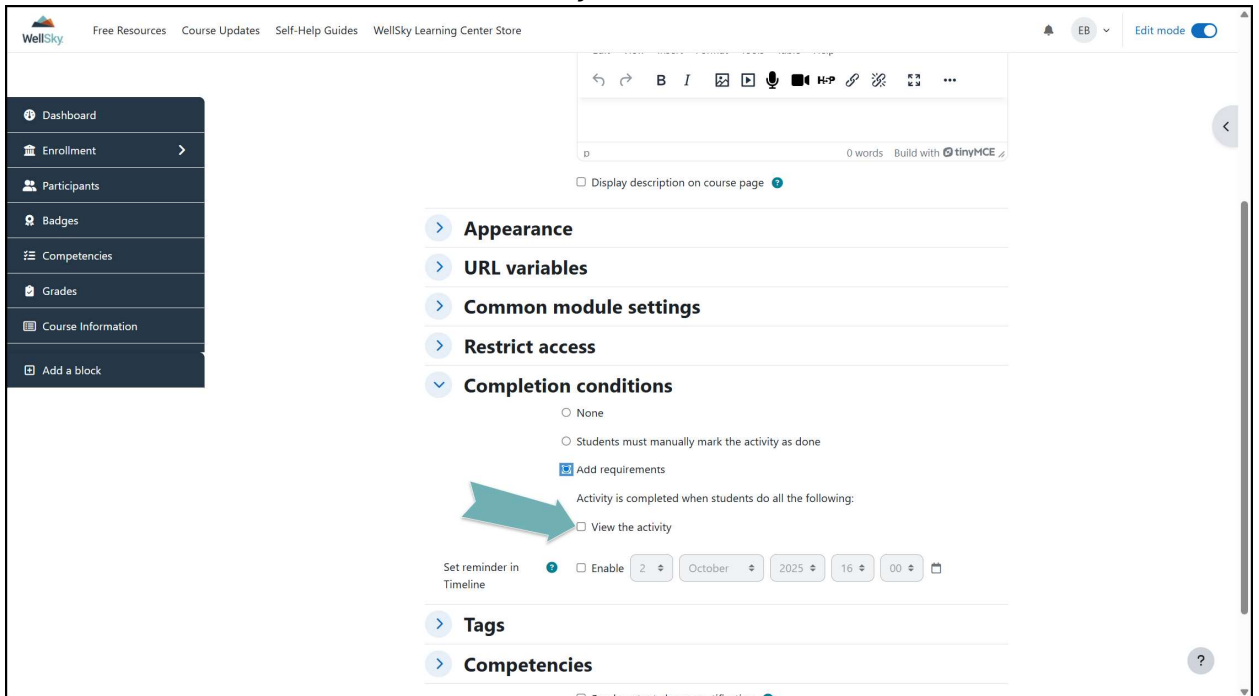 WellSky
Free Resources Course Updates Self-Help Guides WellSky Learning Center Store
EB
Edit mode
B I H-P
Dashboard
Enrollment
Participants
Badges
Competencies
Grades
Course Information
Add a block
p 0 words Build with tinyMCE
Display description on course page ?
Appearance
URL variables
Common module settings
Restrict access
Completion conditions
None
Students must manually mark the activity as done
Add requirements
Activity is completed when students do all the following:
View the activity
Set reminder in Timeline ? Enable 2 October 2025 16 00
Tags
Competencies
?